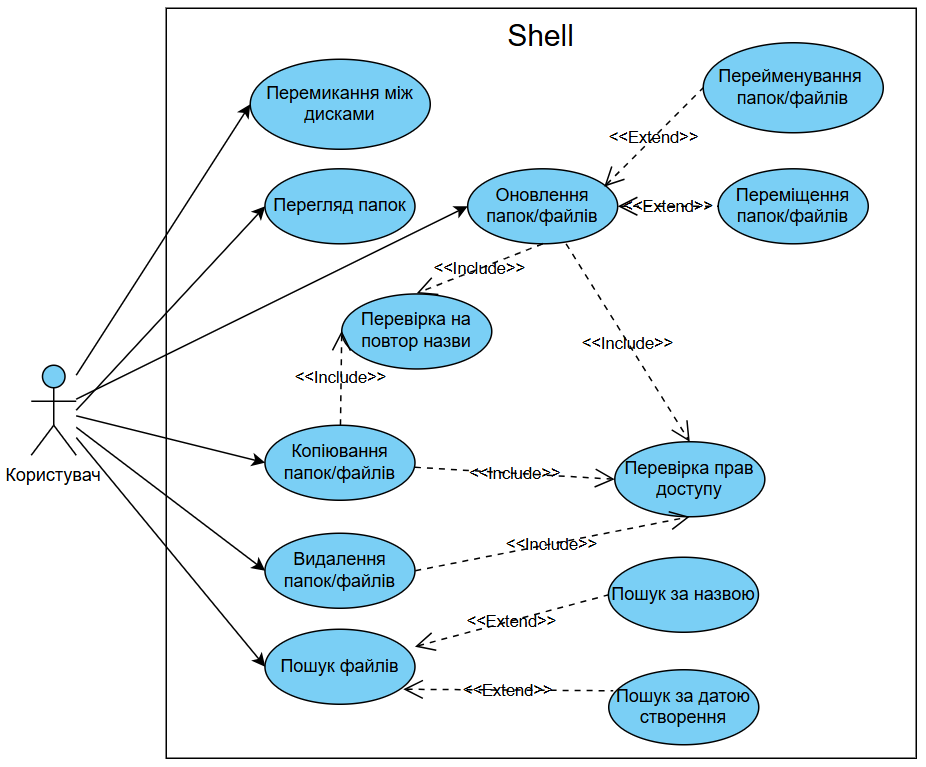 Shell
Перемикання між
дисками
Перейменування
папок/файлів
<<Extend>>
Перегляд папок
Оновлення
папок/файлів
<<Extend>>
Переміщення
папок/файлів
<<Include>>
Перевірка на
повтор назви
<<Include>>
<<Include>>
Користувач
Копіювання
папок/файлів
<<Include>>
Перевірка прав
доступу
<<Include>>
Видалення
папок/файлів
Пошук за назвою
<<Extend>>
Пошук файлів
<<Extend>>
Пошук за датою
створення